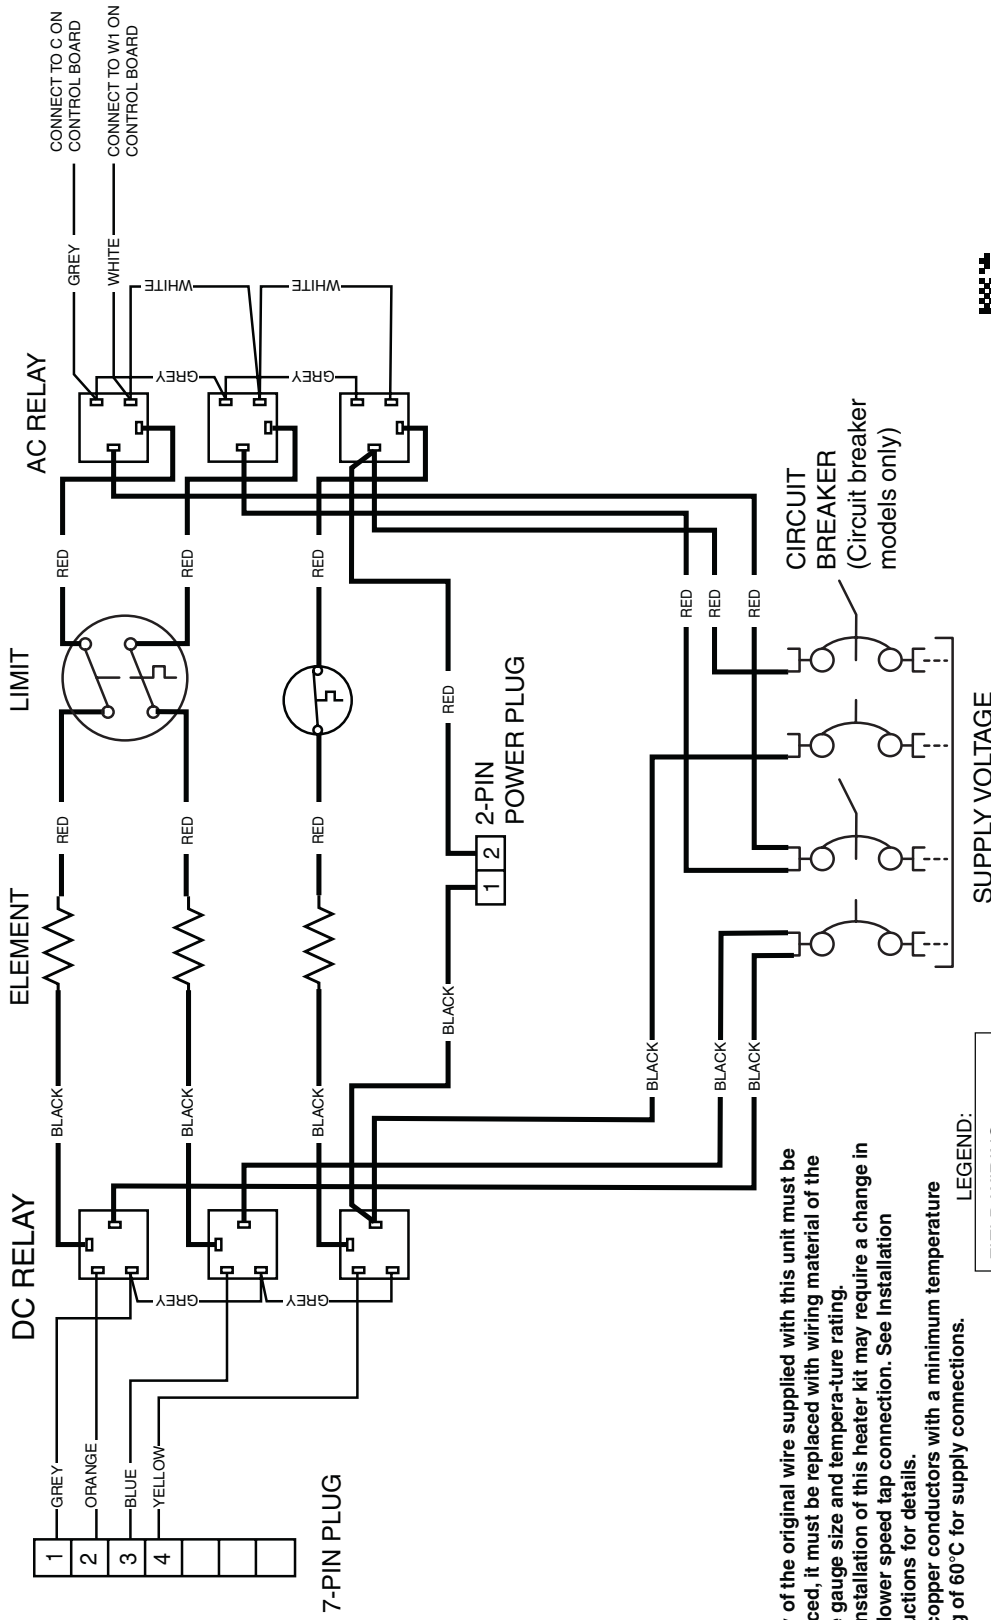 CONNECT TO C ON
CONTROL BOARD
CONNECT TO W1 ON
CONTROL BOARD
GREY
WHITE
WHITE
WHITE
GREY
GREY
AC RELAY
RED
RED
RED
LIMIT
RED
RED
RED
ELEMENT
BLACK
BLACK
BLACK
DC RELAY
GREY
GREY
GREY
ORANGE
BLUE
YELLOW
1
2
3
4
7-PIN PLUG
RED
2-PIN
POWER PLUG
1
2
BLACK
RED
RED
RED
CIRCUIT
BREAKER
(Circuit breaker
models only)
BLACK
BLACK
BLACK
SUPPLY VOLTAGE
of the original wire supplied with this unit must be
it must be replaced with wiring material of the
gauge size and tempera-ture rating.
of this heater kit may require a change in
speed tap connection. See Installation
for details.
conductors with a minimum temperature
of 60°C for supply connections.
LEGEND: